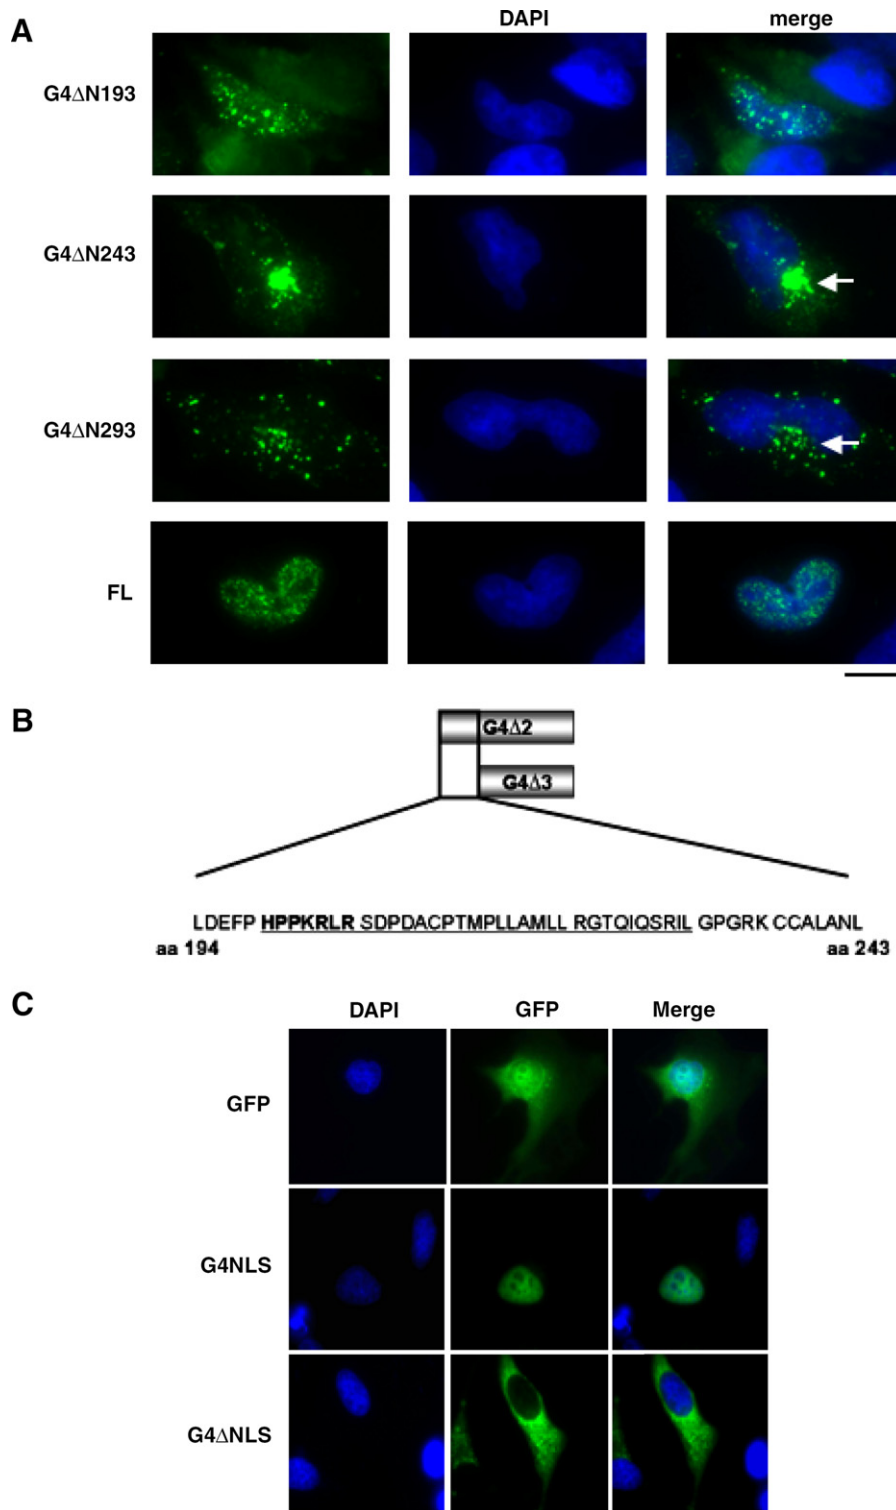 A
DAPI merge
G4ΔN193
G4ΔN243
G4ΔN293
FL
B
G4Δ2
G4Δ3
LDEFP HPPKRLR SDPDACPTMPLLAMLL RGTQIQSRIL GPGRK CCALANL
aa 194 aa 243
C
DAPI GFP Merge
GFP
G4NLS
G4ΔNLS